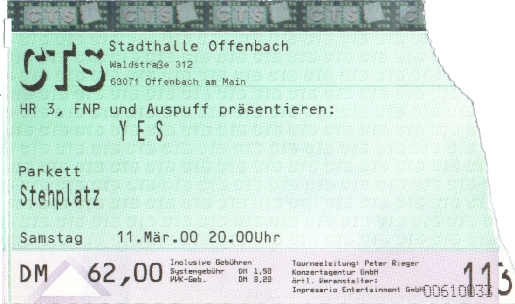 CTS CTS CTS CTS CTS
CTS
Stadthalle Offenbach
Waldstraße 312
63071 Offenbach am Main
HR 3, FNP und Auspuff präsentieren:
YES
Parkett
Stehplatz
Samstag 11.Mär.00 20.00Uhr
DM 62,00
Inclusive Gebühren
Systemgebühr DM 1,50
VVK-Geb. DM 8,20
Tourneeleitung: Peter Rieger
Konzertagentur GmbH
örtl. Veranstalter:
Impresario Entertainment GmbH
113
00610033